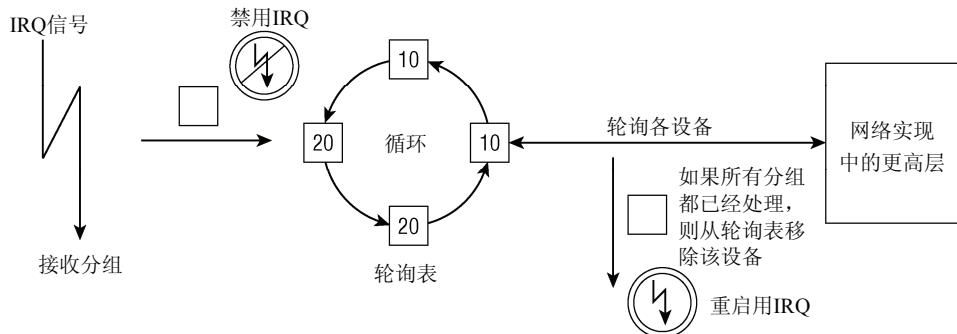 IRQ信号
禁用IRQ
10
20
循环
10
20
轮询表
接收分组
轮询各设备
网络实现
中的更高层
如果所有分组
都已经处理，
则从轮询表移
除该设备
重启用IRQ